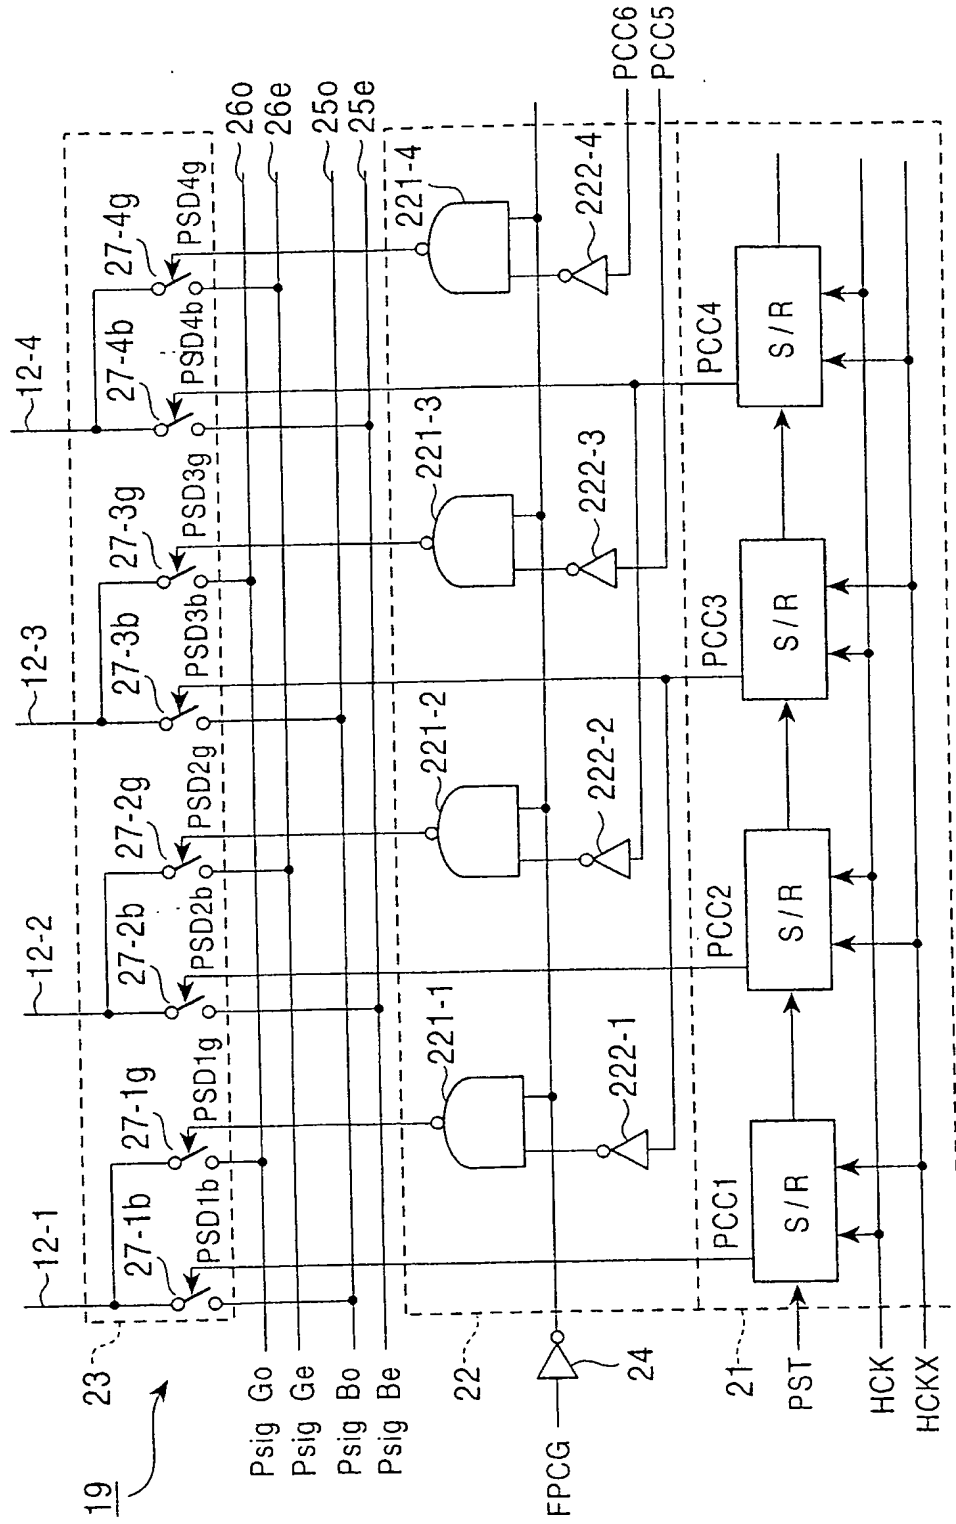 19
12-1
12-2
12-3
12-4
23
27-1b
27-1g
27-2b
27-2g
27-3b
27-3g
27-4b
27-4g
PSD1b
PSD1g
PSD2b
PSD2g
PSD3b
PSD3g
PSD4b
PSD4g
Psig Go
Psig Ge
Psig Bo
Psig Be
26o
26e
25o
25e
22
221-1
221-2
221-3
221-4
FPCG
24
222-1
222-2
222-3
222-4
PCC6
PCC5
21
PCC1
PCC2
PCC3
PCC4
PST
S/R
S/R
S/R
S/R
HCK
HCKX